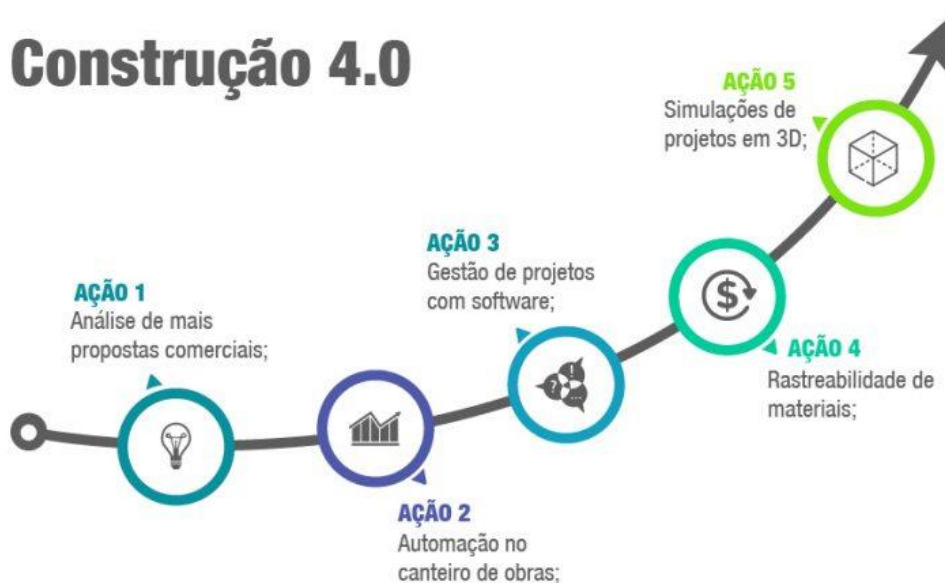 Construção 4.0
AÇÃO 1
Análise de mais
propostas comerciais;
AÇÃO 2
Automação no
canteiro de obras;
AÇÃO 3
Gestão de projetos
com software;
$
AÇÃO 4
Rastreabilidade de
materiais;
AÇÃO 5
Simulações de
projetos em 3D;